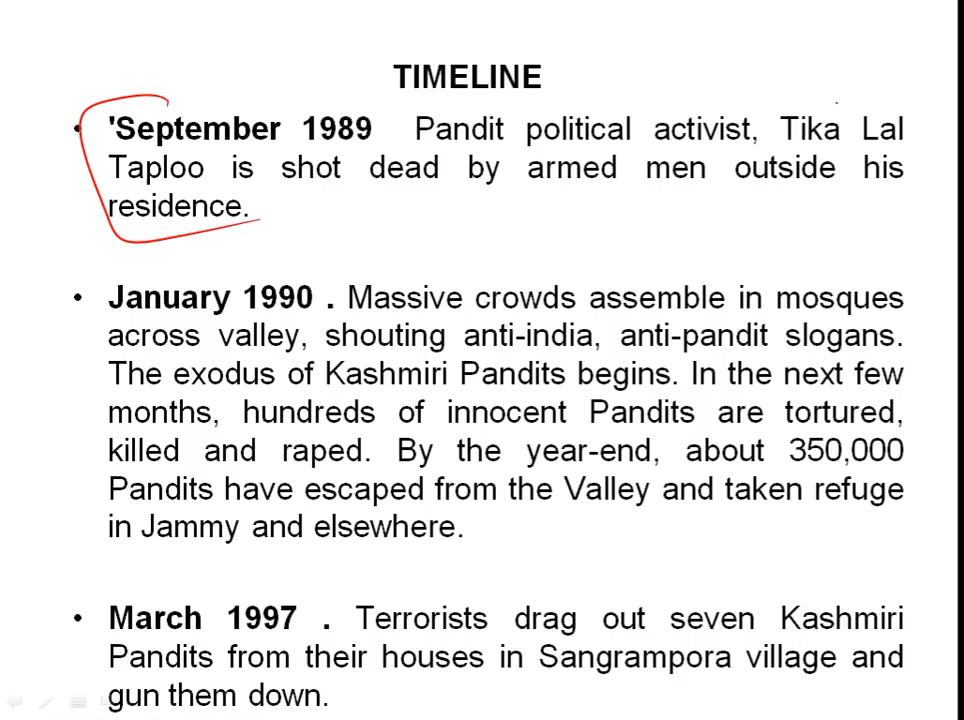 TIMELINE
• 'September 1989 Pandit political activist, Tika Lal
Taploo is shot dead by armed men outside his
residence.
• January 1990 . Massive crowds assemble in mosques
across valley, shouting anti-india, anti-pandit slogans.
The exodus of Kashmiri Pandits begins. In the next few
months, hundreds of innocent Pandits are tortured,
killed and raped. By the year-end, about 350,000
Pandits have escaped from the Valley and taken refuge
in Jammy and elsewhere.
• March 1997 . Terrorists drag out seven Kashmiri
Pandits from their houses in Sangrampora village and
gun them down.